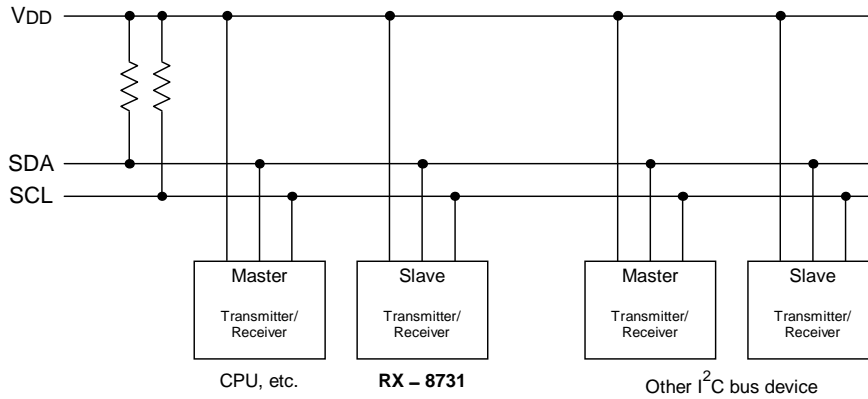 VDD
SDA
SCL
Master
Transmitter/
Receiver
Slave
Transmitter/
Receiver
Master
Transmitter/
Receiver
Slave
Transmitter/
Receiver
CPU, etc.
RX – 8731
Other I²C bus device